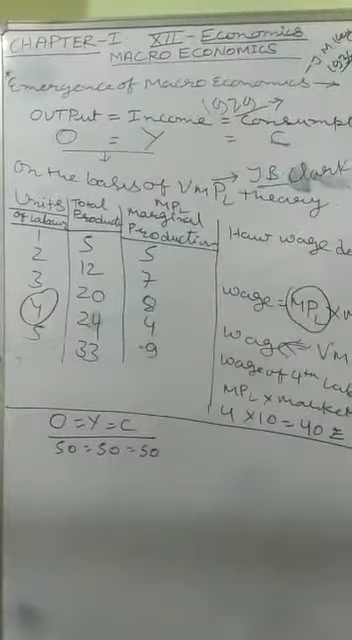 CHAPTER-I XII-Economics
MACRO ECONOMICS
Emergence of Macro Economics →
1929 →
OUTPut = Income = Consumpt
O = Y = C
On the basis of VMPL theory → JB Clark
Units of labour | Total Product | MPL Marginal Production
1 5 5
2 12 7
3 20 8
4 24 4
5 33 9
How wage de
wage = MPL x m
wage VM
wage of 4th Lab
MPL x market
4 x 10 = 40
O = Y = C
50 = 50 = 50